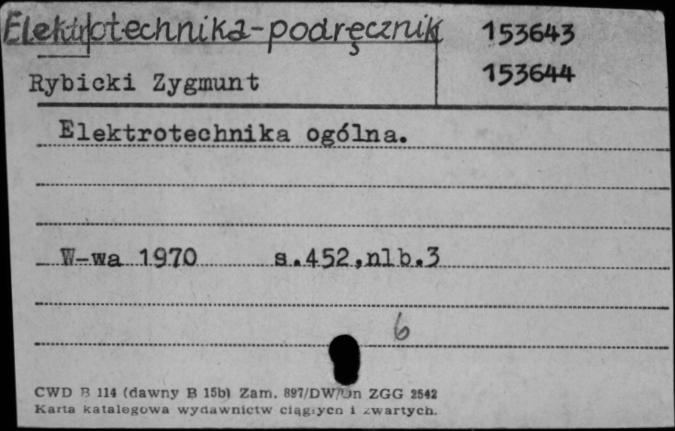 Elektrotechnika-podręcznik 153643
Rybicki Zygmunt 153644
Elektrotechnika ogólna.
W-wa 1970 s.452,nlb.3
6
CWD B 114 (dawny B 15b) Zam. 897/DW/Un ZGG 2542
Karta katalogowa wydawnictw ciągłych i zwartych.